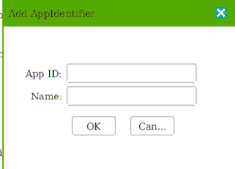 Add AppIdentifier
App ID:
Name:
OK Can...